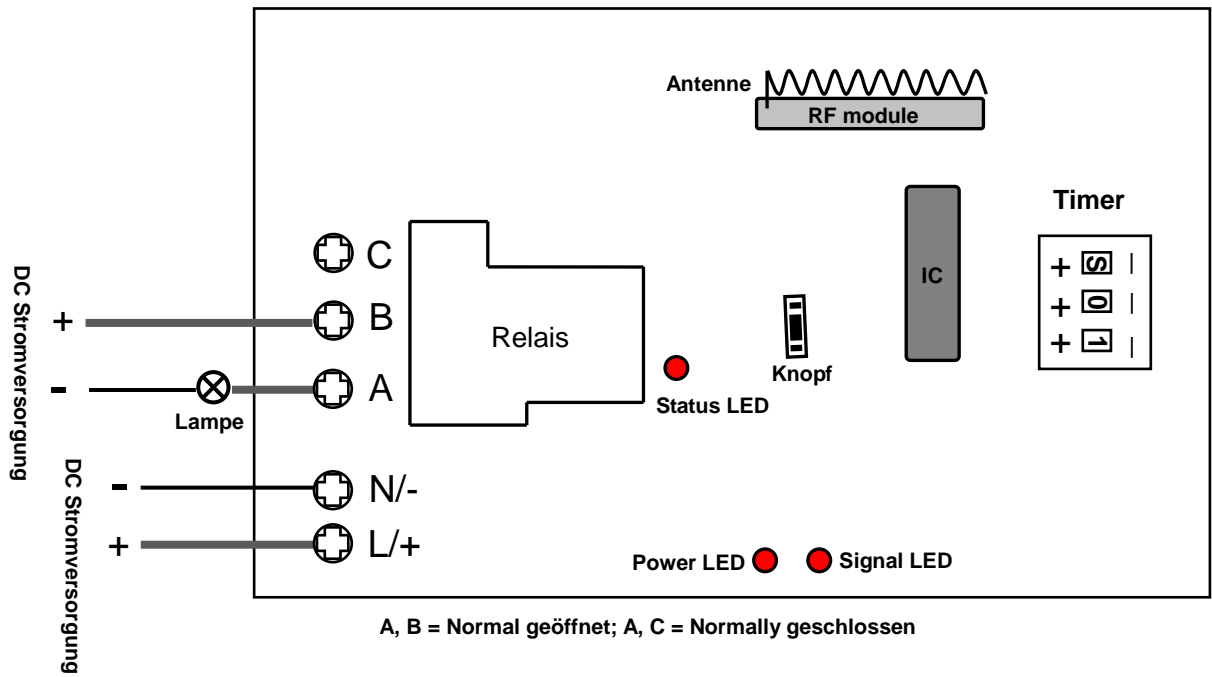 Antenne
RF module
Timer
+ S |
+ 0 |
+ 1 |
IC
C
B
A
Relais
Knopf
Status LED
Lampe
DC Stromversorgung
+
-
N/-
L/+
DC Stromversorgung
-
+
Power LED
Signal LED
A, B = Normal geöffnet; A, C = Normally geschlossen